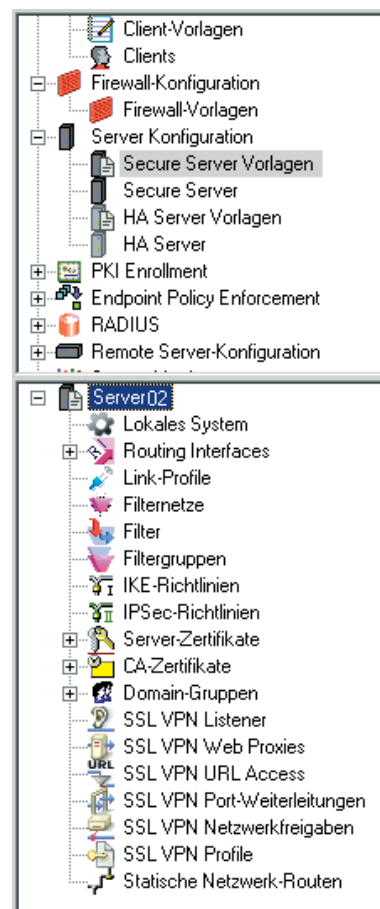 Client-Vorlagen
Clients
Firewall-Konfiguration
Firewall-Vorlagen
Server Konfiguration
Secure Server Vorlagen
Secure Server
HA Server Vorlagen
HA Server
PKI Enrollment
Endpoint Policy Enforcement
RADIUS
Remote Server-Konfiguration
Server02
Lokales System
Routing Interfaces
Link-Profile
Filternetze
Filter
Filtergruppen
IKE-Richtlinien
IPSec-Richtlinien
Server-Zertifikate
CA-Zertifikate
Domain-Gruppen
SSL VPN Listener
SSL VPN Web Proxies
URL SSL VPN URL Access
SSL VPN Port-Weiterleitungen
SSL VPN Netzwerkfreigaben
SSL VPN Profile
Statische Netzwerk-Routen